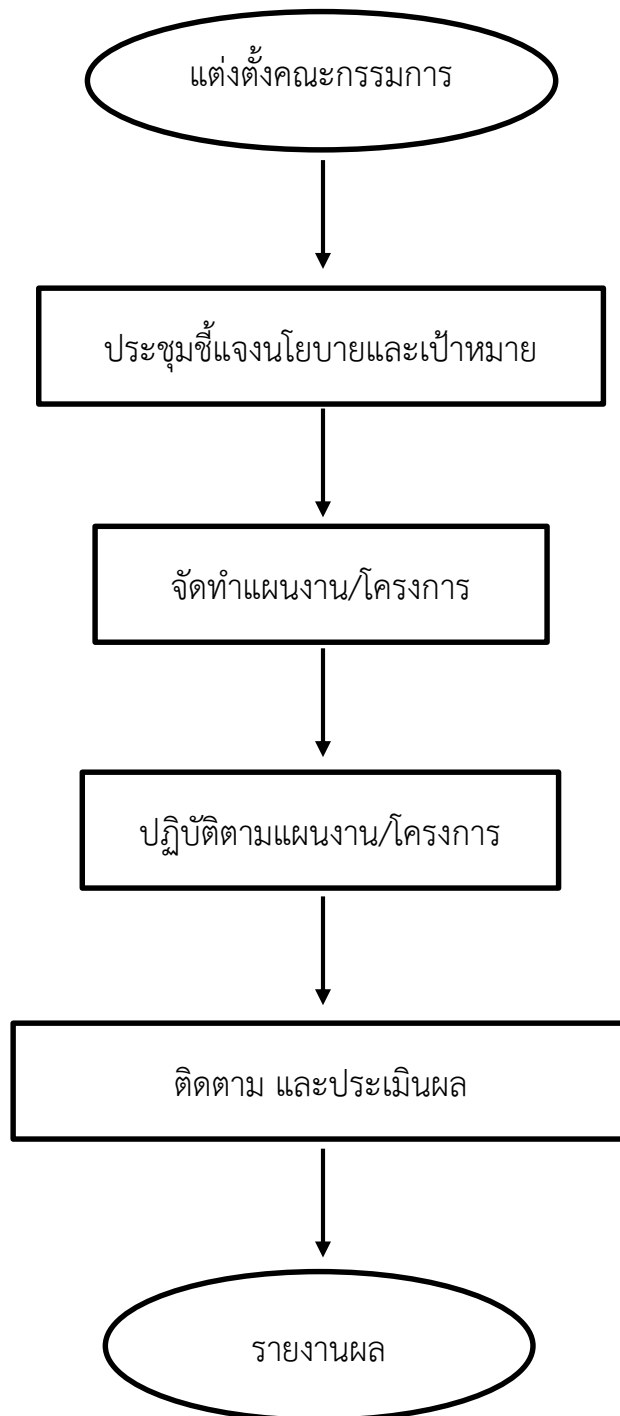 แต่งตั้งคณะกรรมการ
ประชุมชี้แจงนโยบายและเป้าหมาย
จัดทำแผนงาน/โครงการ
ปฏิบัติตามแผนงาน/โครงการ
ติดตาม และประเมินผล
รายงานผล